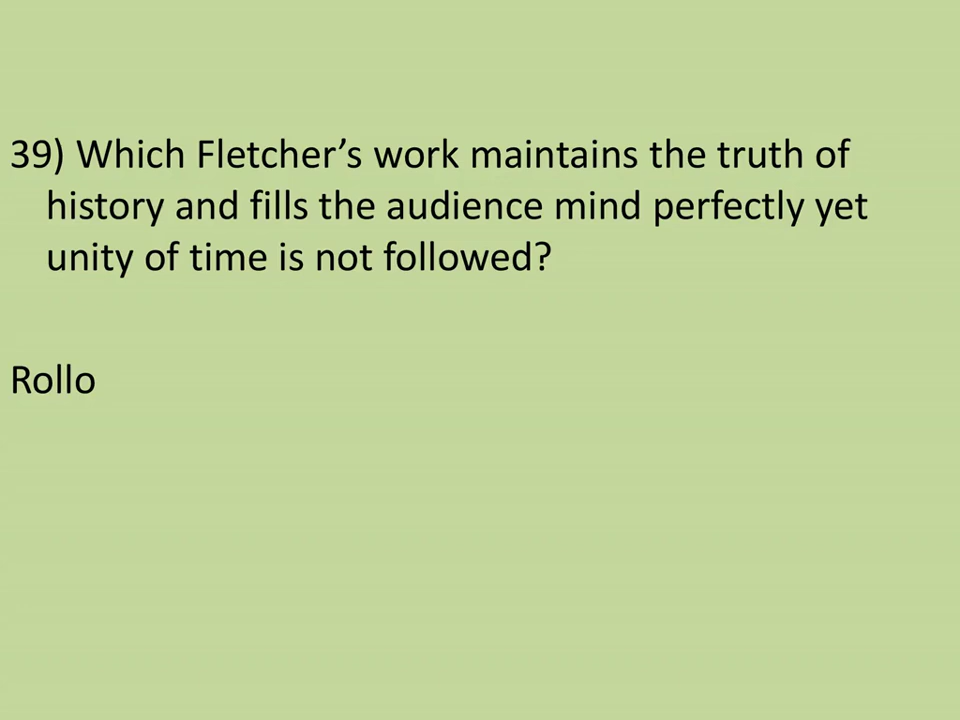 39) Which Fletcher’s work maintains the truth of
history and fills the audience mind perfectly yet
unity of time is not followed?
Rollo